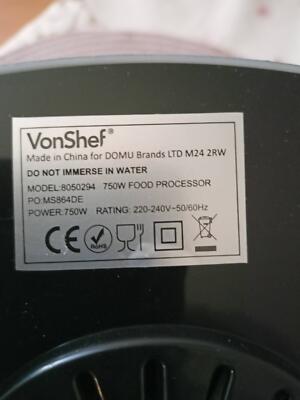 VonShef®
Made in China for DOMU Brands LTD M24 2RW
DO NOT IMMERSE IN WATER
MODEL:8050294 750W FOOD PROCESSOR
PO:MS864DE
POWER:750W RATING: 220-240V~50/60Hz
CE